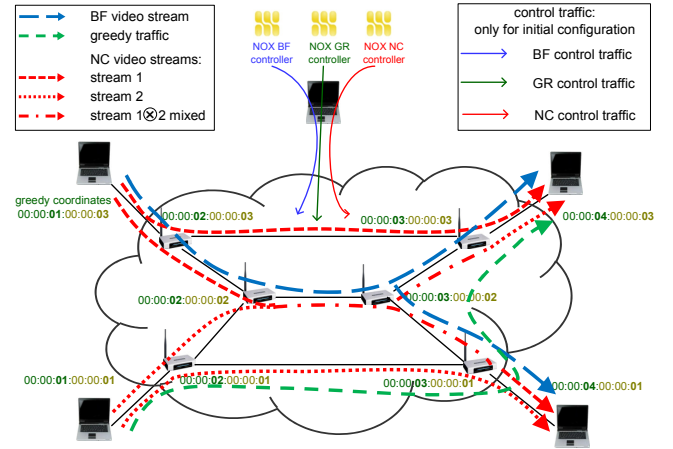 BF video stream
greedy traffic
NC video streams:
stream 1
stream 2
stream 1⊗2 mixed
NOX BF
controller
NOX GR
controller
NOX NC
controller
control traffic:
only for initial configuration
BF control traffic
GR control traffic
NC control traffic
greedy coordinates
00:00:01:00:00:03
00:00:02:00:00:03
00:00:03:00:00:03
00:00:04:00:00:03
00:00:02:00:00:02
00:00:03:00:00:02
00:00:01:00:00:01
00:00:02:00:00:01
00:00:03:00:00:01
00:00:04:00:00:01